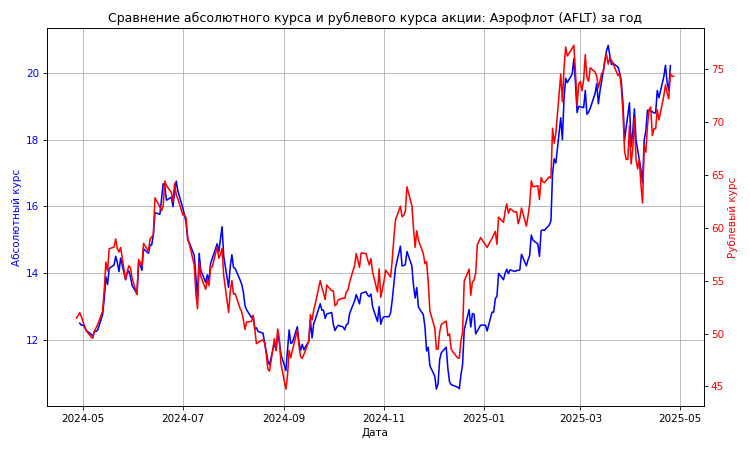 Сравнение абсолютного курса и рублевого курса акции: Аэрофлот (AFLT) за год
Абсолютный курс
20
18
16
14
12
Рублевый курс
75
70
65
60
55
50
45
2024-05 2024-07 2024-09 2024-11 2025-01 2025-03 2025-05
Дата